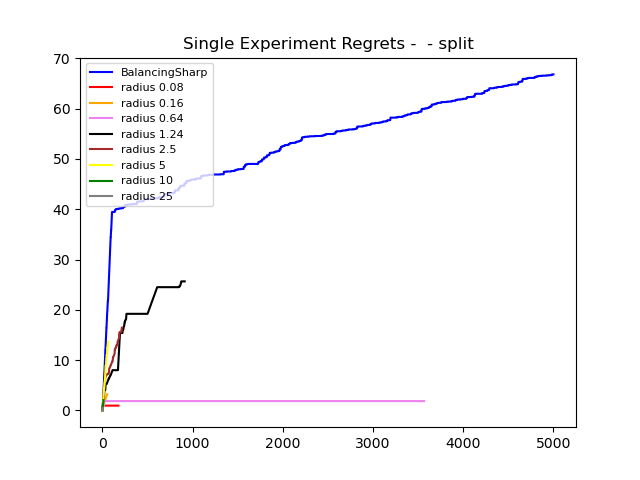 Single Experiment Regrets -  - split
70
60
50
40
30
20
10
0
BalancingSharp
radius 0.08
radius 0.16
radius 0.64
radius 1.24
radius 2.5
radius 5
radius 10
radius 25
0 1000 2000 3000 4000 5000